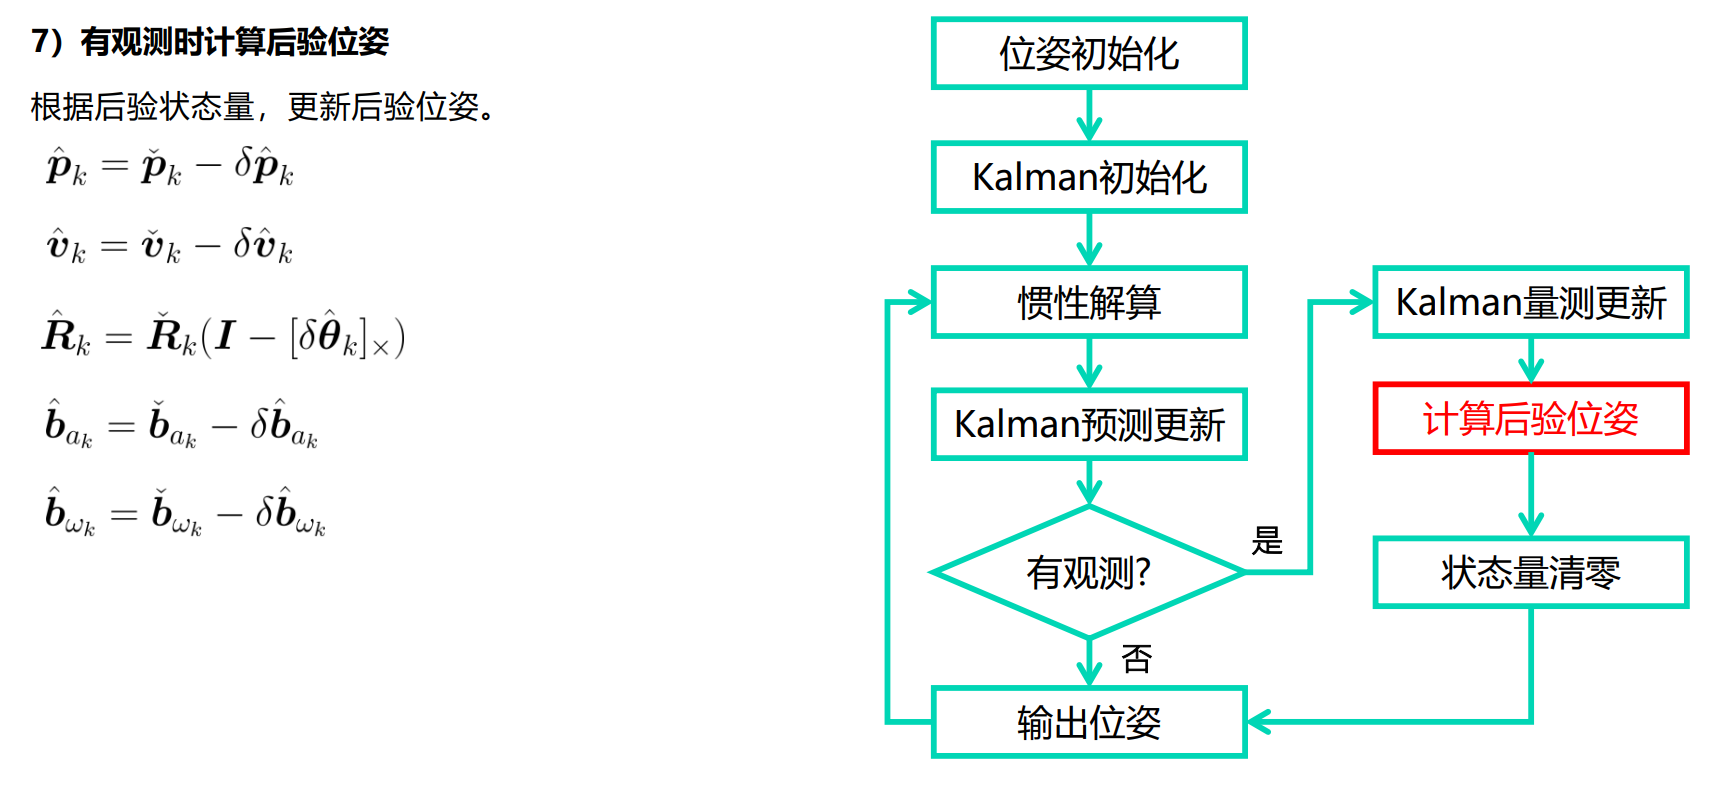 7）有观测时计算后验位姿
根据后验状态量，更新后验位姿。
$\hat{\boldsymbol{p}}_k = \check{\boldsymbol{p}}_k - \delta\hat{\boldsymbol{p}}_k$
$\hat{\boldsymbol{v}}_k = \check{\boldsymbol{v}}_k - \delta\hat{\boldsymbol{v}}_k$
$\hat{\boldsymbol{R}}_k = \check{\boldsymbol{R}}_k(\boldsymbol{I} - [\delta\hat{\boldsymbol{\theta}}_k]_\times)$
$\hat{\boldsymbol{b}}_{a_k} = \check{\boldsymbol{b}}_{a_k} - \delta\hat{\boldsymbol{b}}_{a_k}$
$\hat{\boldsymbol{b}}_{\omega_k} = \check{\boldsymbol{b}}_{\omega_k} - \delta\hat{\boldsymbol{b}}_{\omega_k}$
位姿初始化
Kalman初始化
惯性解算
Kalman预测更新
有观测?
是
否
输出位姿
Kalman量测更新
计算后验位姿
状态量清零